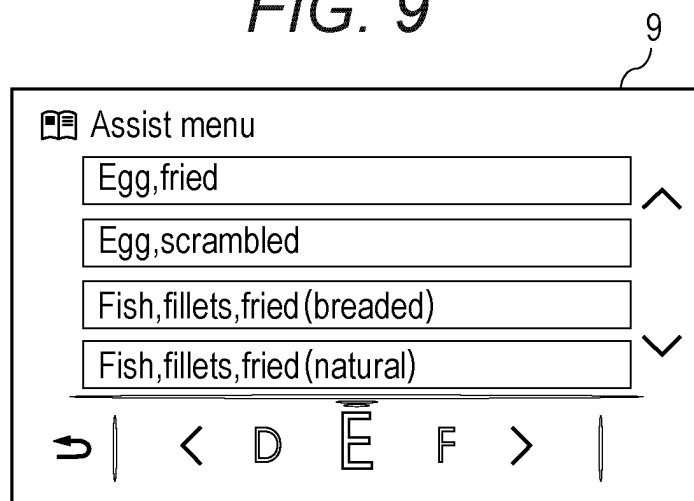 FIG. 9
9
Assist menu
Egg,fried
Egg,scrambled
Fish,fillets,fried(breaded)
Fish,fillets,fried(natural)
< D E F >